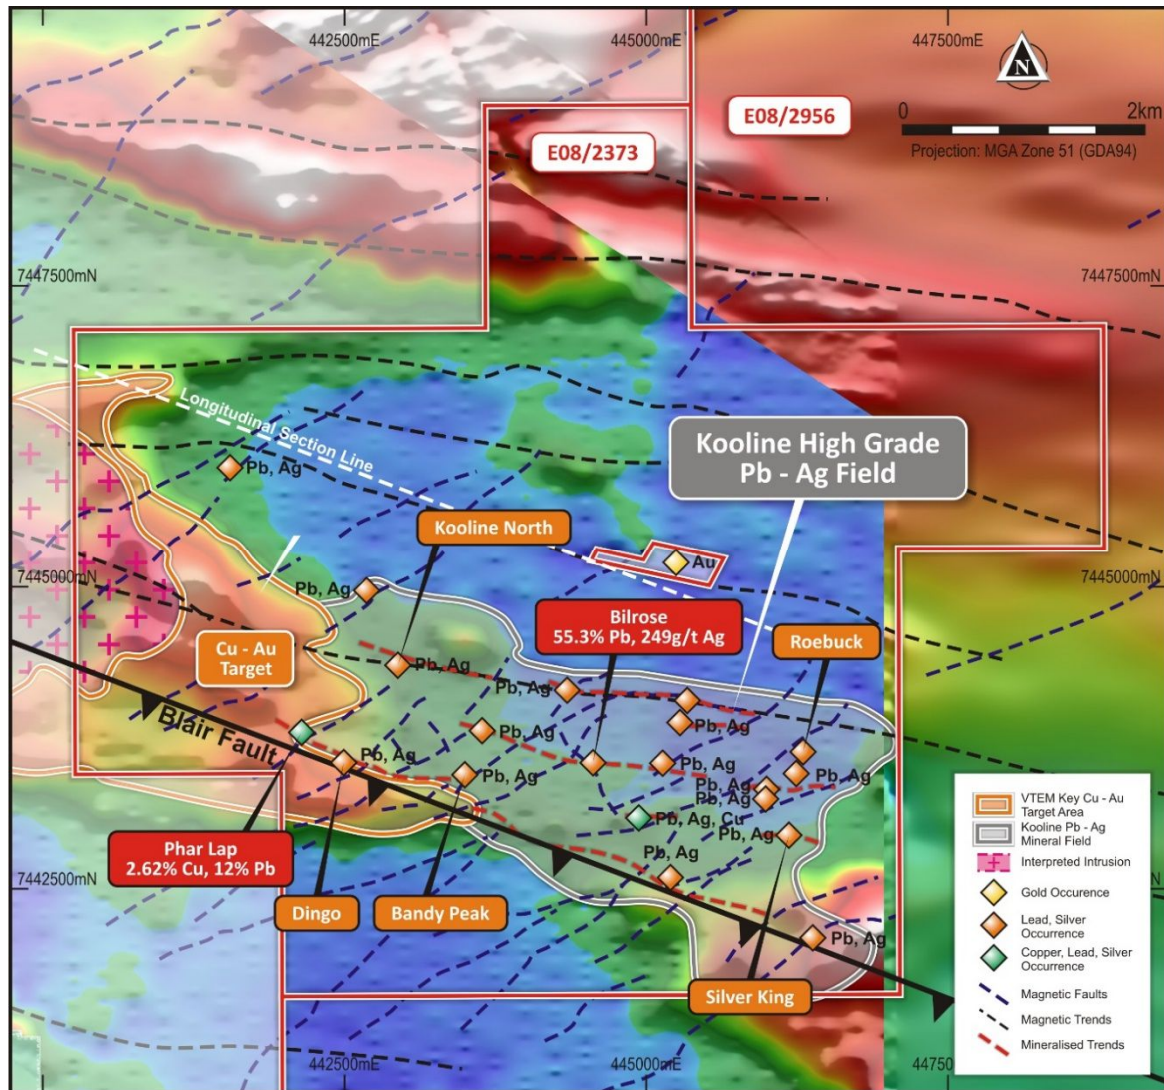 442500mE
445000mE
447500mE
N
E08/2956
0
2km
Projection: MGA Zone 51 (GDA94)
E08/2373
7447500mN
7447500mN
Longitudinal Section Line
Kooline High Grade
Pb - Ag Field
Pb, Ag
Kooline North
Au
7445000mN
7445000mN
Pb, Ag
Bilrose
55.3% Pb, 249g/t Ag
Roebuck
Cu - Au
Target
Pb, Ag
Pb, Ag
Pb, Ag
Blair Fault
Pb, Ag
Pb, Ag
Pb, Ag
Pb, Ag
Pb, Ag
Pb, Ag
Pb, Ag
Pb, Ag, Cu
Pb, Ag
Pb, Ag
Phar Lap
2.62% Cu, 12% Pb
7442500mN
Dingo
Bandy Peak
Pb, Ag
Silver King
VTEM Key Cu - Au
Target Area
Kooline Pb - Ag
Mineral Field
Interpreted Intrusion
Gold Occurence
Lead, Silver
Occurrence
Copper, Lead, Silver
Occurrence
Magnetic Faults
Magnetic Trends
Mineralised Trends
442500mE
445000mE